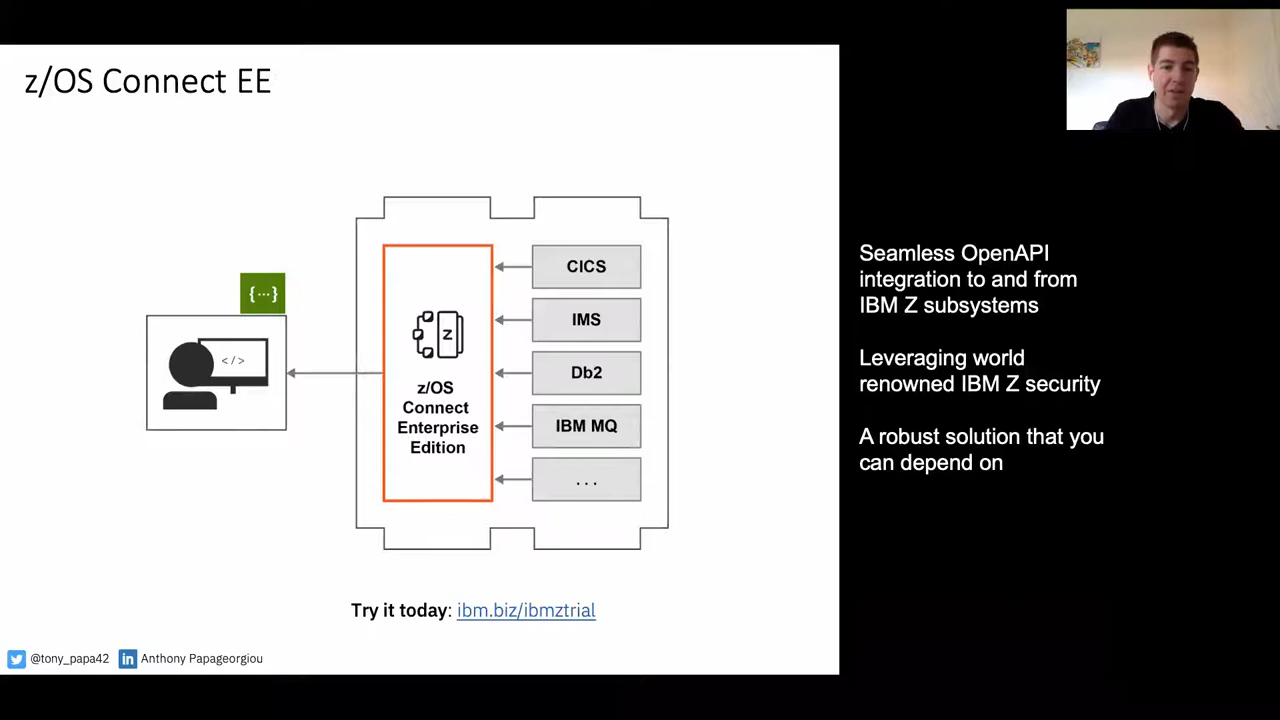 z/OS Connect EE
{...}
</>
Z
z/OS
Connect
Enterprise
Edition
CICS
IMS
Db2
IBM MQ
...
Try it today: ibm.biz/ibmztrial
@tony_papa42
in
Anthony Papageorgiou
Seamless OpenAPI
integration to and from
IBM Z subsystems
Leveraging world
renowned IBM Z security
A robust solution that you
can depend on